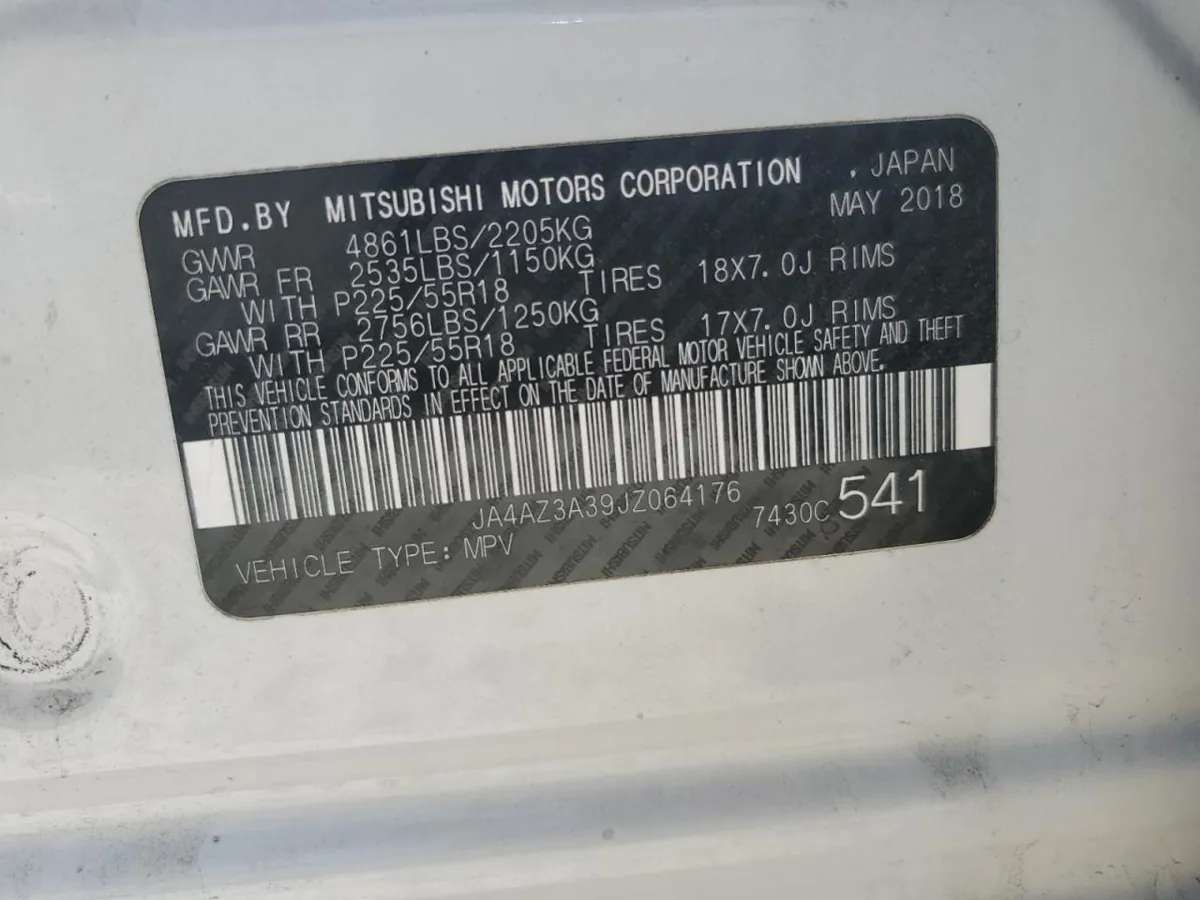 MFD.BY MITSUBISHI MOTORS CORPORATION . JAPAN
MAY 2018
GVWR 4861LBS/2205KG
GAWR FR 2535LBS/1150KG
WITH P225/55R18 TIRES 18X7.0J RIMS
GAWR RR 2756LBS/1250KG
WITH P225/55R18 TIRES 17X7.0J RIMS
THIS VEHICLE CONFORMS TO ALL APPLICABLE FEDERAL MOTOR VEHICLE SAFETY AND THEFT
PREVENTION STANDARDS IN EFFECT ON THE DATE OF MANUFACTURE SHOWN ABOVE.
JA4AZ3A39JZ064176
7430C 541
VEHICLE TYPE: MPV